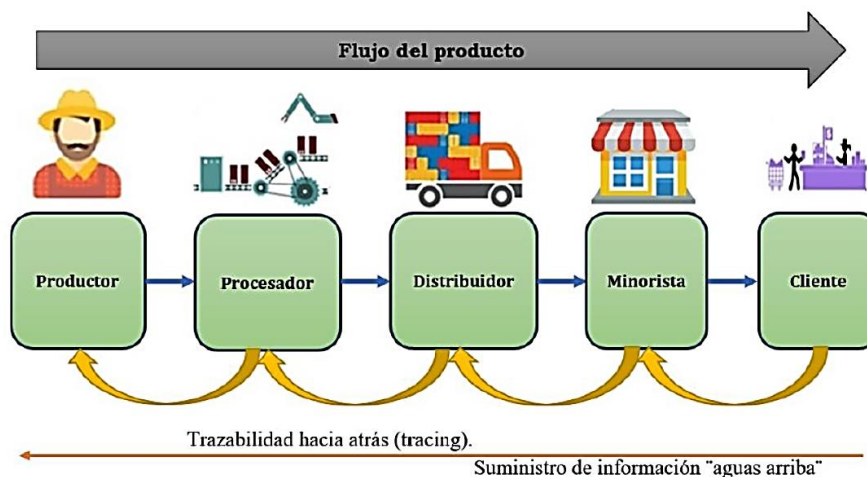 Flujo del producto
Productor
Procesador
Distribuidor
Minorista
Cliente
Trazabilidad hacia atrás (tracing).
Suministro de información ¨aguas arriba¨